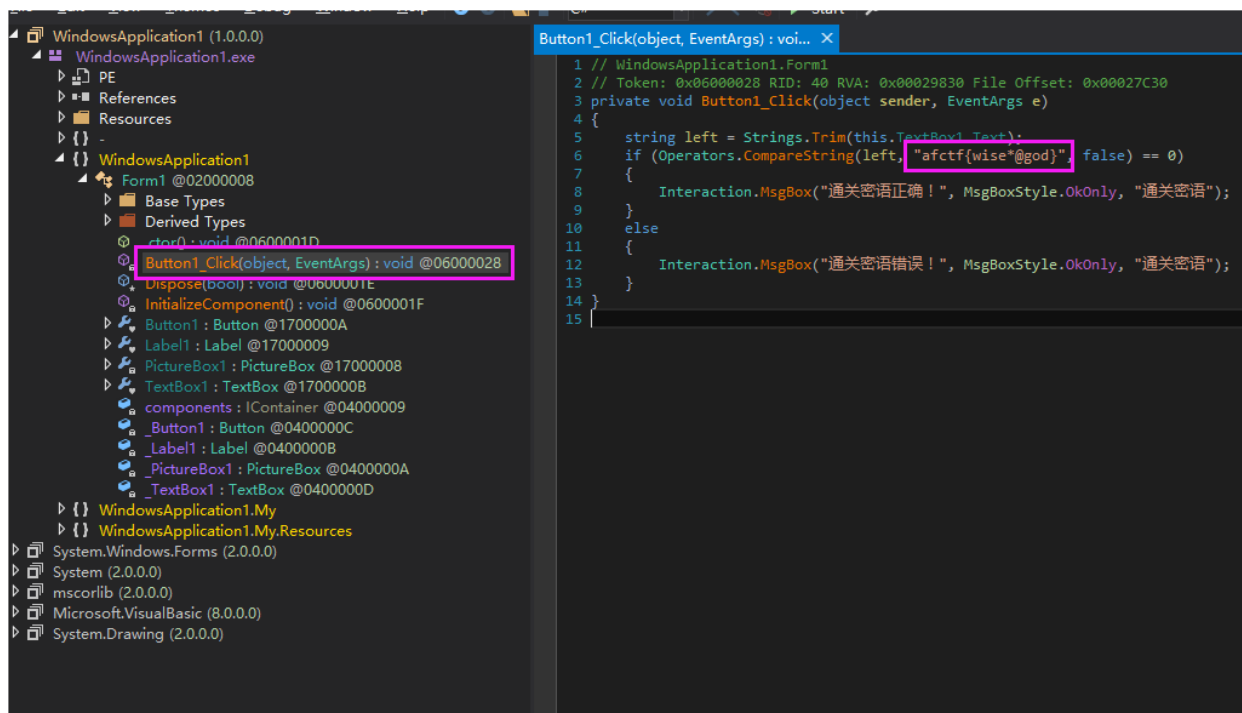 Start
WindowsApplication1 (1.0.0.0)
WindowsApplication1.exe
PE
References
Resources
{} -
{} WindowsApplication1
Form1 @02000008
Base Types
Derived Types
.ctor() : void @0600001D
Button1_Click(object, EventArgs) : void @06000028
Dispose(bool) : void @0600001E
InitializeComponent() : void @0600001F
Button1 : Button @1700000A
Label1 : Label @17000009
PictureBox1 : PictureBox @17000008
TextBox1 : TextBox @1700000B
components : IContainer @04000009
_Button1 : Button @0400000C
_Label1 : Label @0400000B
_PictureBox1 : PictureBox @0400000A
_TextBox1 : TextBox @0400000D
{} WindowsApplication1.My
{} WindowsApplication1.My.Resources
System.Windows.Forms (2.0.0.0)
System (2.0.0.0)
mscorlib (2.0.0.0)
Microsoft.VisualBasic (8.0.0.0)
System.Drawing (2.0.0.0)
Button1_Click(object, EventArgs) : voi... ×
1 // WindowsApplication1.Form1
2 // Token: 0x06000028 RID: 40 RVA: 0x00029830 File Offset: 0x00027C30
3 private void Button1_Click(object sender, EventArgs e)
4 {
5 string left = Strings.Trim(this.TextBox1.Text);
6 if (Operators.CompareString(left, "afctf{wise*@god}", false) == 0)
7 {
8 Interaction.MsgBox("通关密语正确！", MsgBoxStyle.OkOnly, "通关密语");
9 }
10 else
11 {
12 Interaction.MsgBox("通关密语错误！", MsgBoxStyle.OkOnly, "通关密语");
13 }
14 }
15